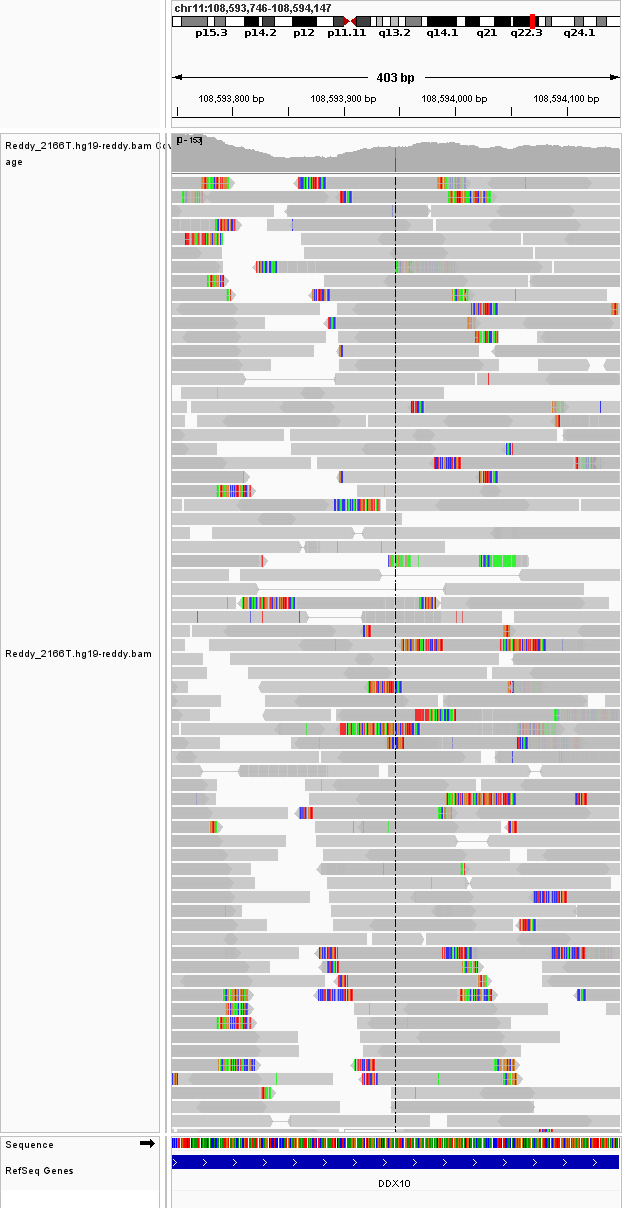 chr11:108,593,746-108,594,147
p15.3 p14.2 p12 p11.11 q13.2 q14.1 q21 q22.3 q24.1
403 bp
108,593,800 bp 108,593,900 bp 108,594,000 bp 108,594,100 bp
[0 - 153]
Reddy_2166T.hg19-reddy.bam Cov
age
Reddy_2166T.hg19-reddy.bam
Sequence
RefSeq Genes
DDX10